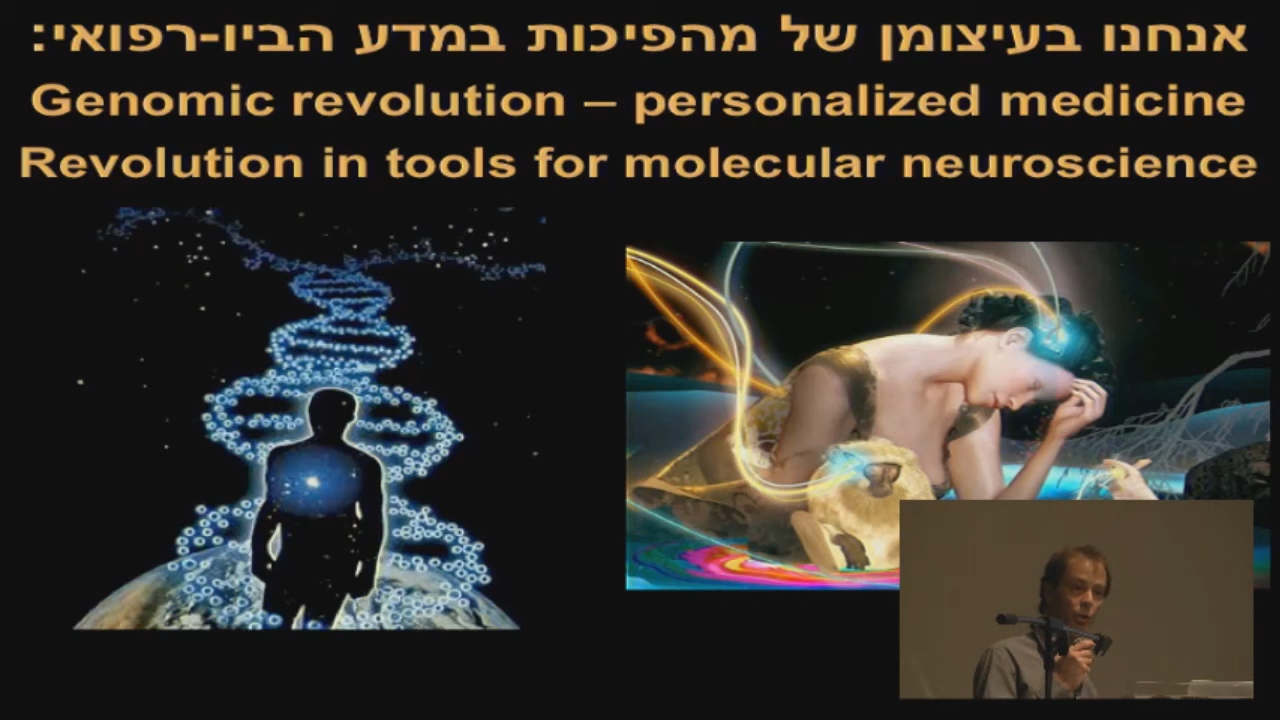 אנחנו בעיצומן של מהפיכות במדע הביו-רפואי:
Genomic revolution – personalized medicine
Revolution in tools for molecular neuroscience